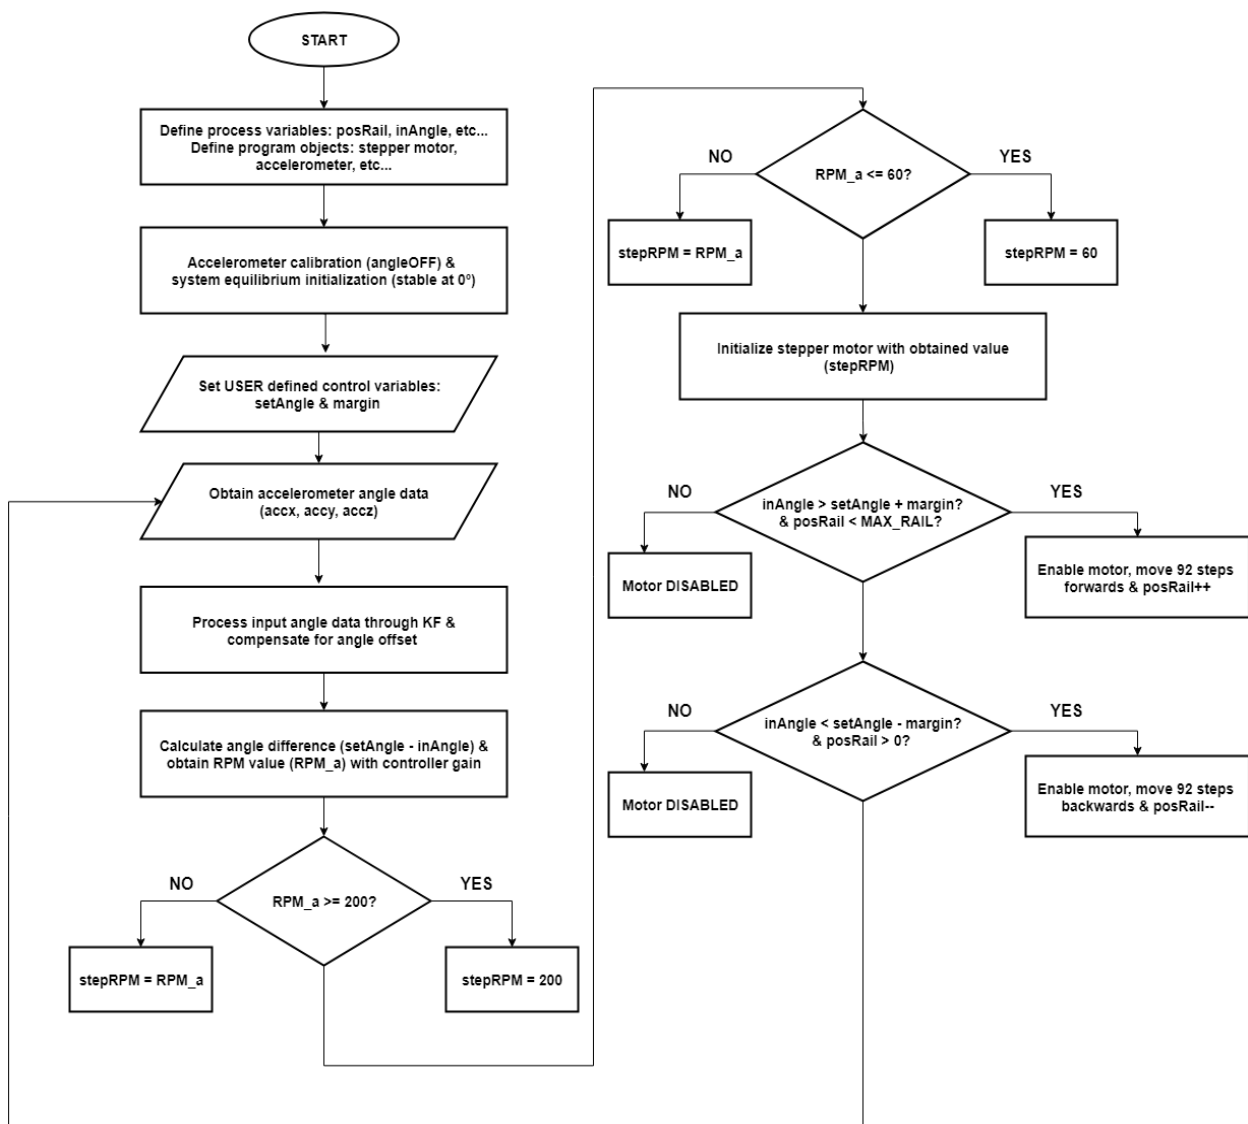 START
Define process variables: posRail, inAngle, etc...
Define program objects: stepper motor,
accelerometer, etc...
Accelerometer calibration (angleOFF) &
system equilibrium initialization (stable at 0º)
Set USER defined control variables:
setAngle & margin
Obtain accelerometer angle data
(accx, accy, accz)
Process input angle data through KF &
compensate for angle offset
Calculate angle difference (setAngle - inAngle) &
obtain RPM value (RPM_a) with controller gain
RPM_a >= 200?
NO
YES
stepRPM = RPM_a
stepRPM = 200
RPM_a <= 60?
NO
YES
stepRPM = RPM_a
stepRPM = 60
Initialize stepper motor with obtained value
(stepRPM)
inAngle > setAngle + margin?
& posRail < MAX_RAIL?
NO
YES
Motor DISABLED
Enable motor, move 92 steps
forwards & posRail++
inAngle < setAngle - margin?
& posRail > 0?
NO
YES
Motor DISABLED
Enable motor, move 92 steps
backwards & posRail--